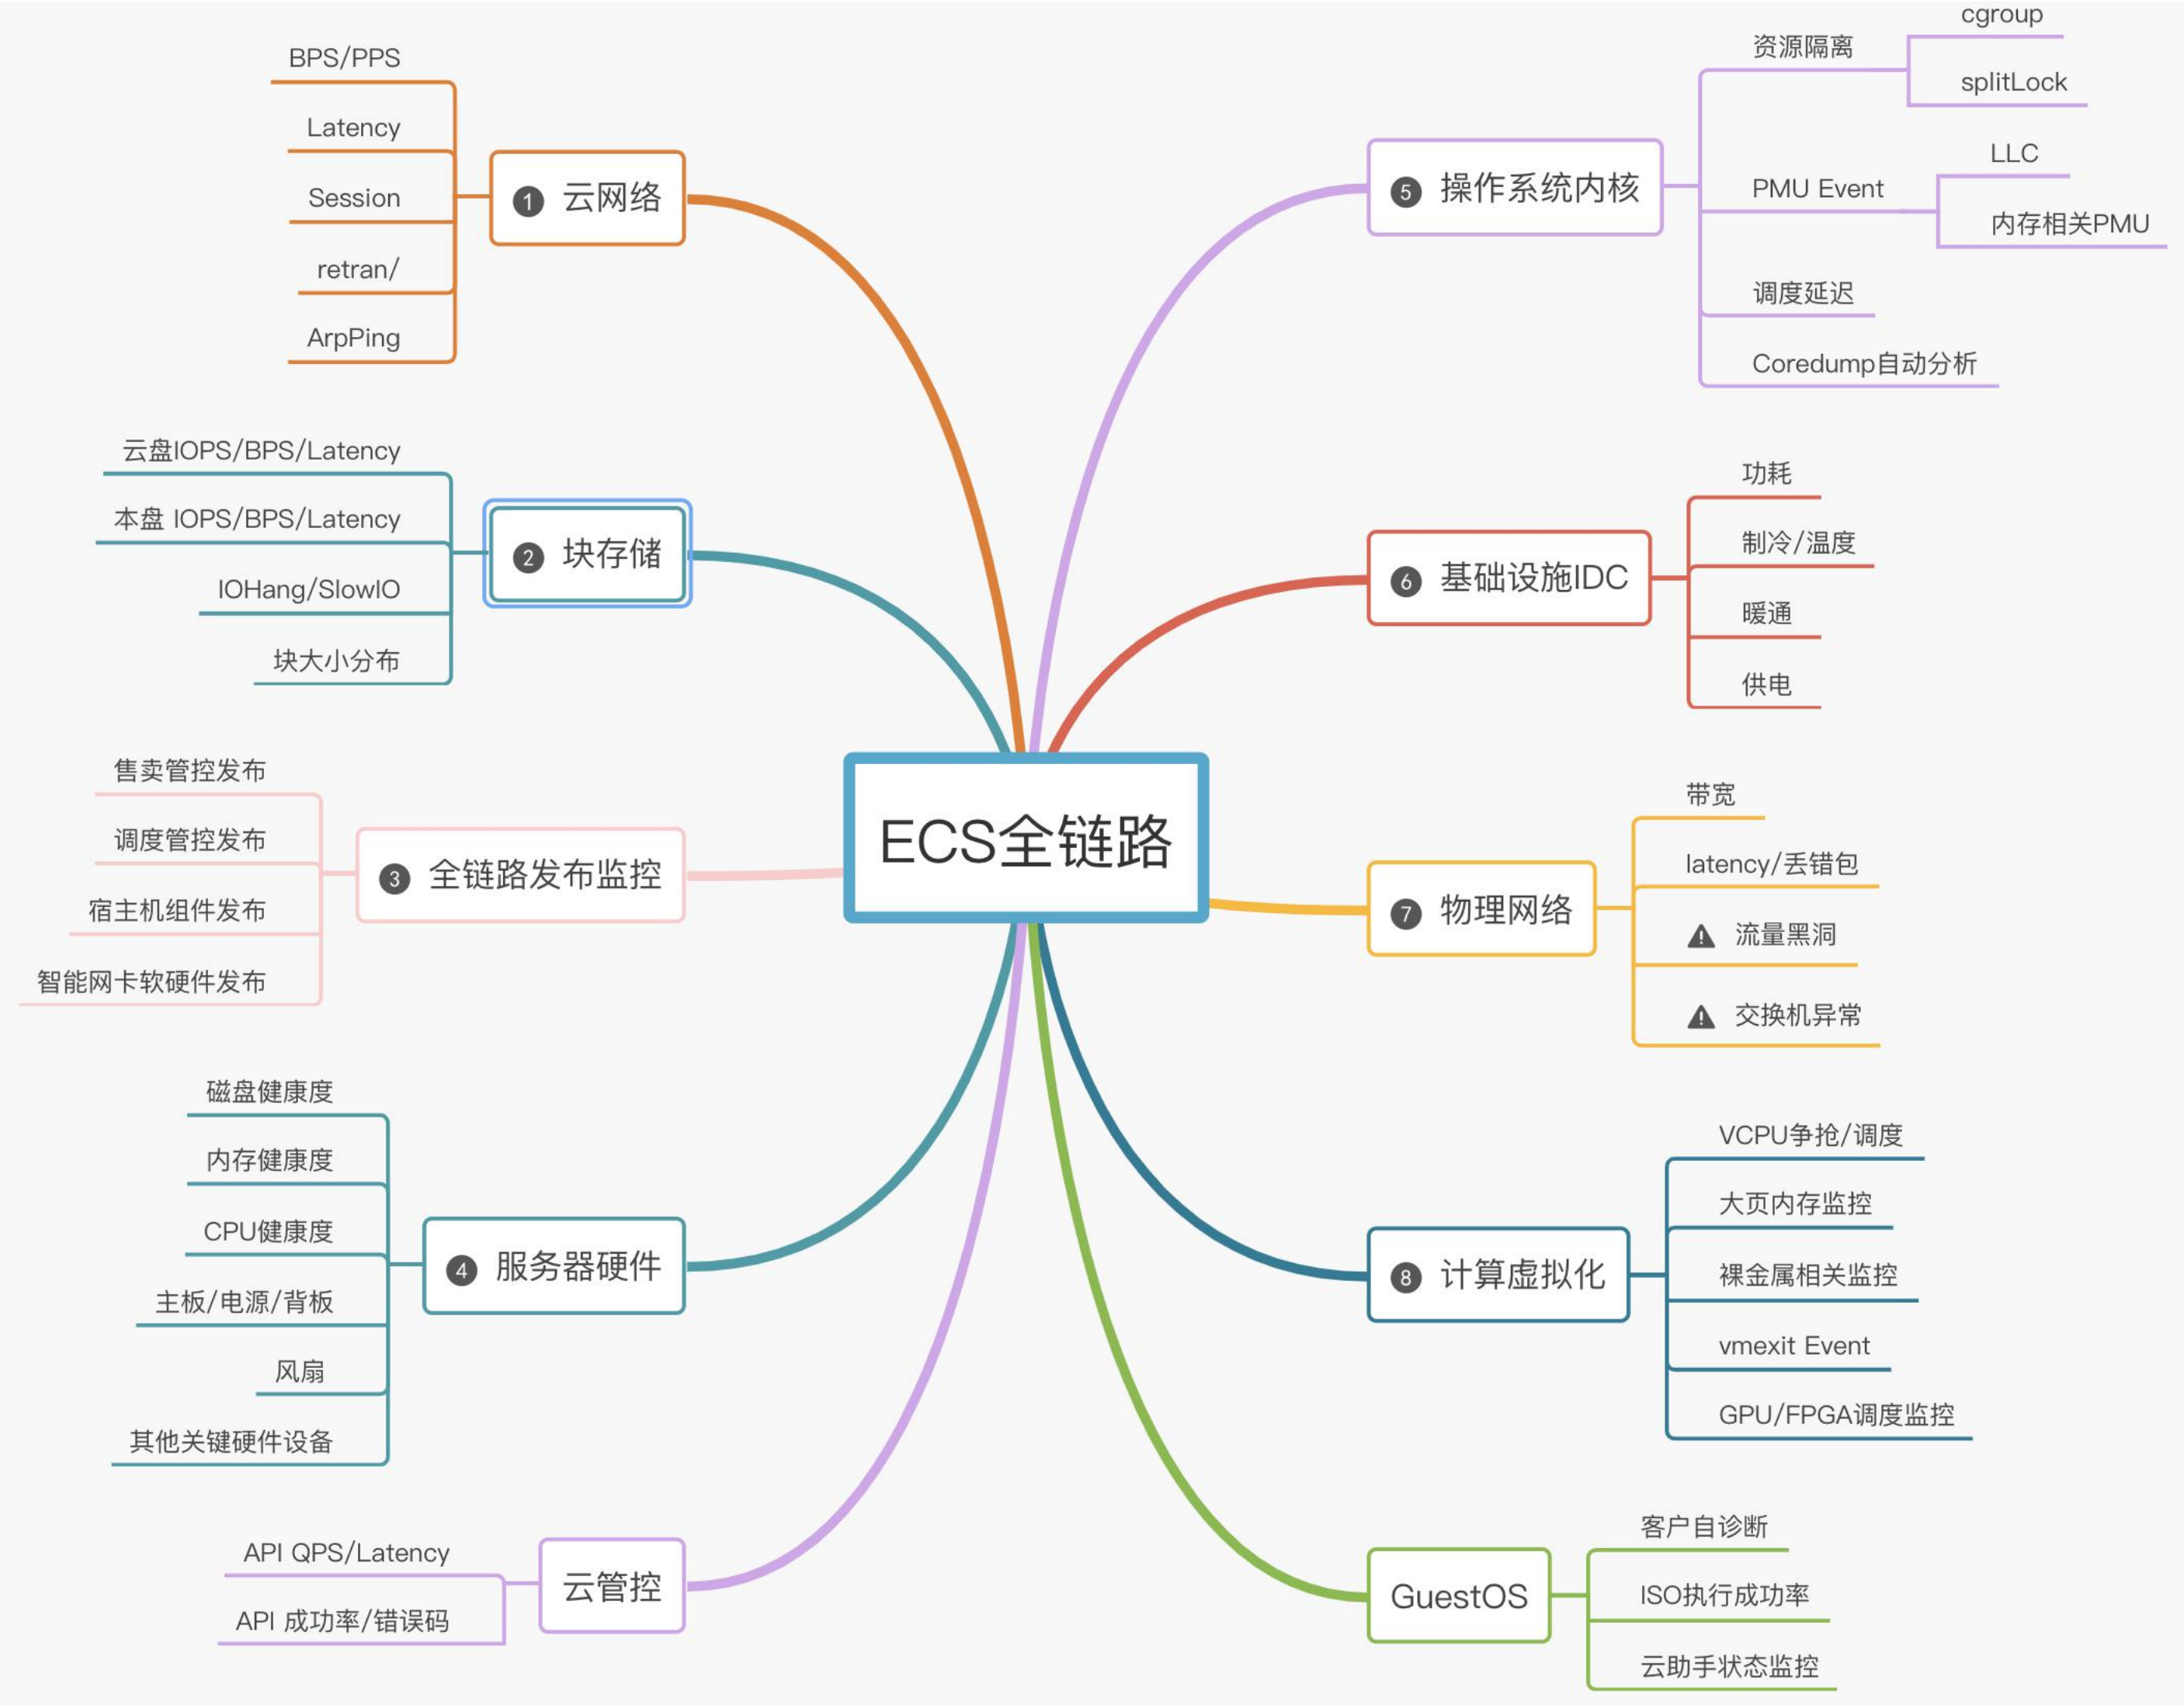 ECS全链路
① 云网络
BPS/PPS
Latency
Session
retran/
ArpPing
② 块存储
云盘IOPS/BPS/Latency
本盘 IOPS/BPS/Latency
IOHang/SlowIO
块大小分布
③ 全链路发布监控
售卖管控发布
调度管控发布
宿主机组件发布
智能网卡软硬件发布
④ 服务器硬件
磁盘健康度
内存健康度
CPU健康度
主板/电源/背板
风扇
其他关键硬件设备
云管控
API QPS/Latency
API 成功率/错误码
⑤ 操作系统内核
资源隔离
cgroup
splitLock
PMU Event
LLC
内存相关PMU
调度延迟
Coredump自动分析
⑥ 基础设施IDC
功耗
制冷/温度
暖通
供电
⑦ 物理网络
带宽
latency/丢错包
流量黑洞
交换机异常
⑧ 计算虚拟化
VCPU争抢/调度
大页内存监控
裸金属相关监控
vmexit Event
GPU/FPGA调度监控
GuestOS
客户自诊断
ISO执行成功率
云助手状态监控